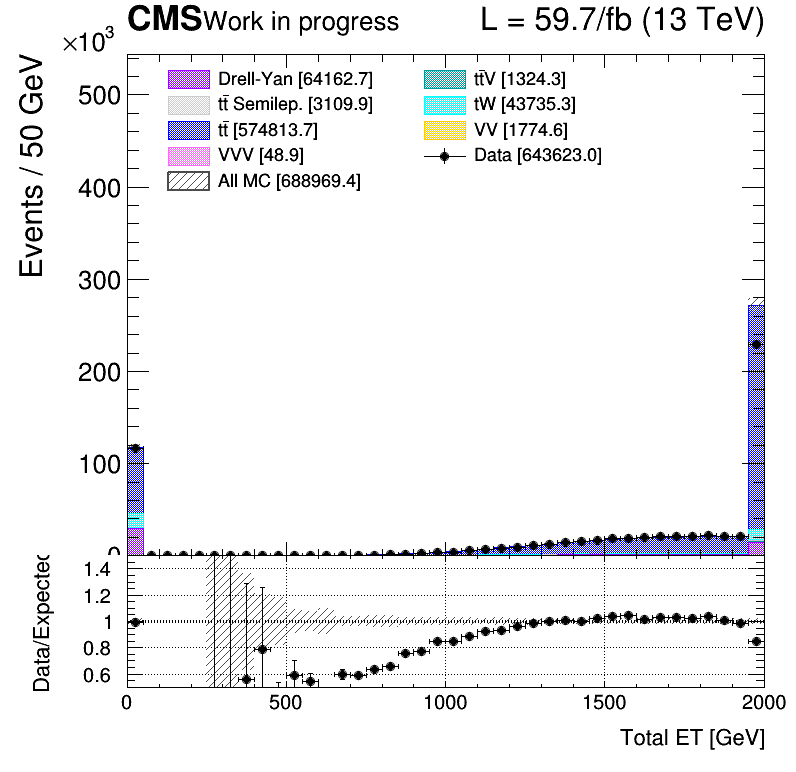 CMS Work in progress L = 59.7/fb (13 TeV)
×10³
Events / 50 GeV
500
400
300
200
100
0
Drell-Yan [64162.7]
tt̄ Semilep. [3109.9]
tt̄ [574813.7]
VVV [48.9]
All MC [688969.4]
tt̄V [1324.3]
tW [43735.3]
VV [1774.6]
Data [643623.0]
Data/Expected
1.4
1.2
1
0.8
0.6
0 500 1000 1500 2000
Total ET [GeV]